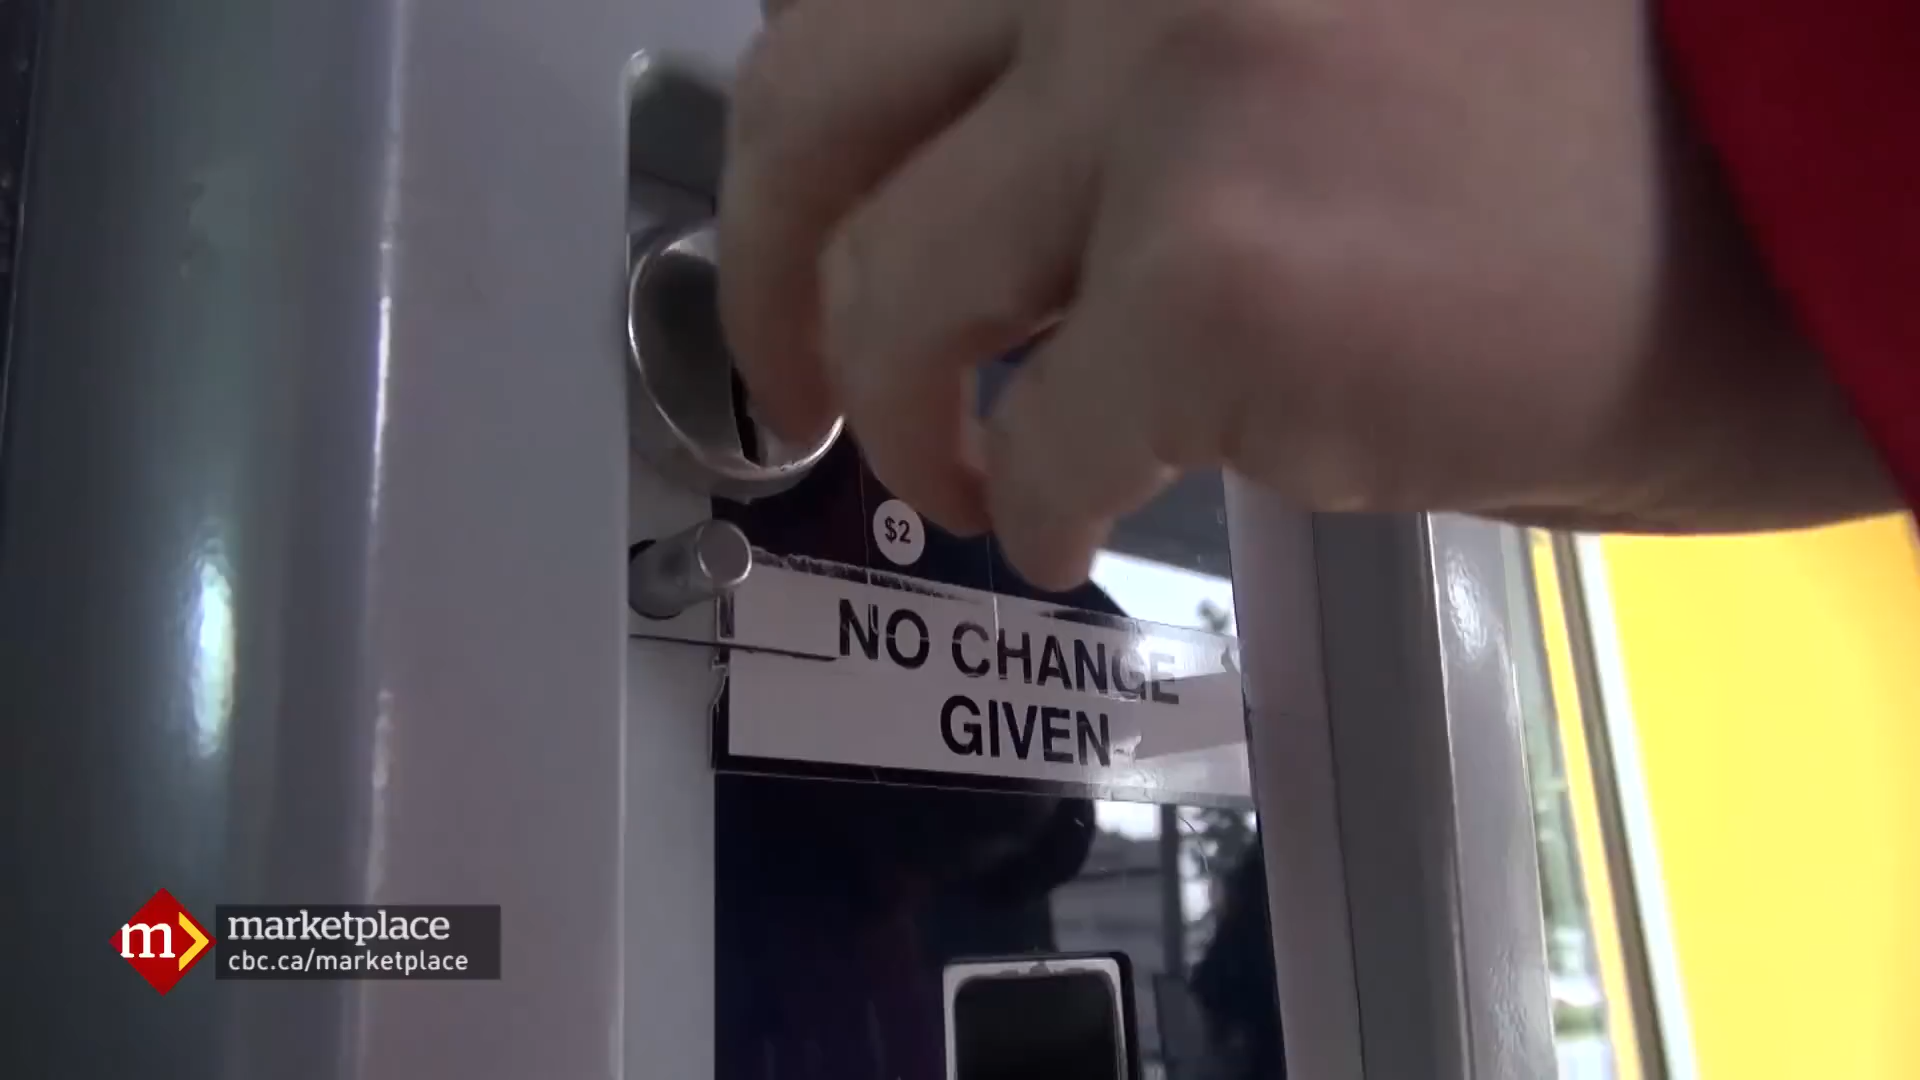 $2
NO CHANGE
GIVEN
m
marketplace
cbc.ca/marketplace